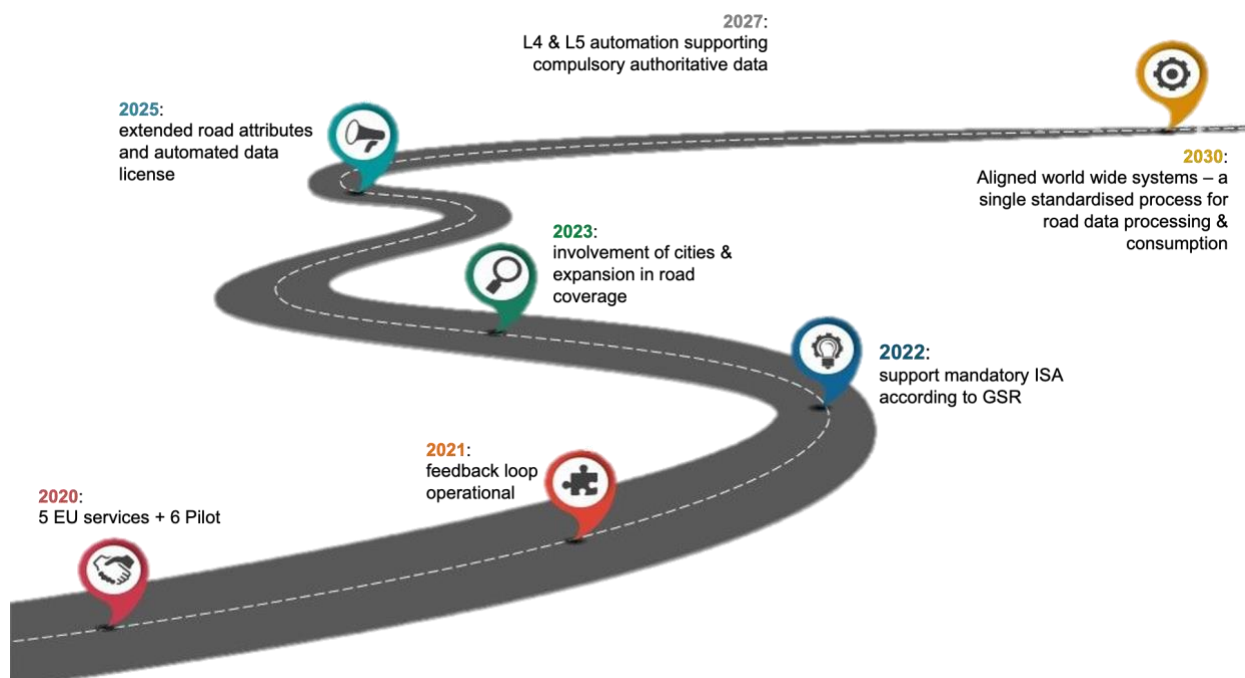 2027:
L4 & L5 automation supporting
compulsory authoritative data
2025:
extended road attributes
and automated data
license
2030:
Aligned world wide systems – a
single standardised process for
road data processing &
consumption
2023:
involvement of cities &
expansion in road
coverage
2022:
support mandatory ISA
according to GSR
2021:
feedback loop
operational
2020:
5 EU services + 6 Pilot